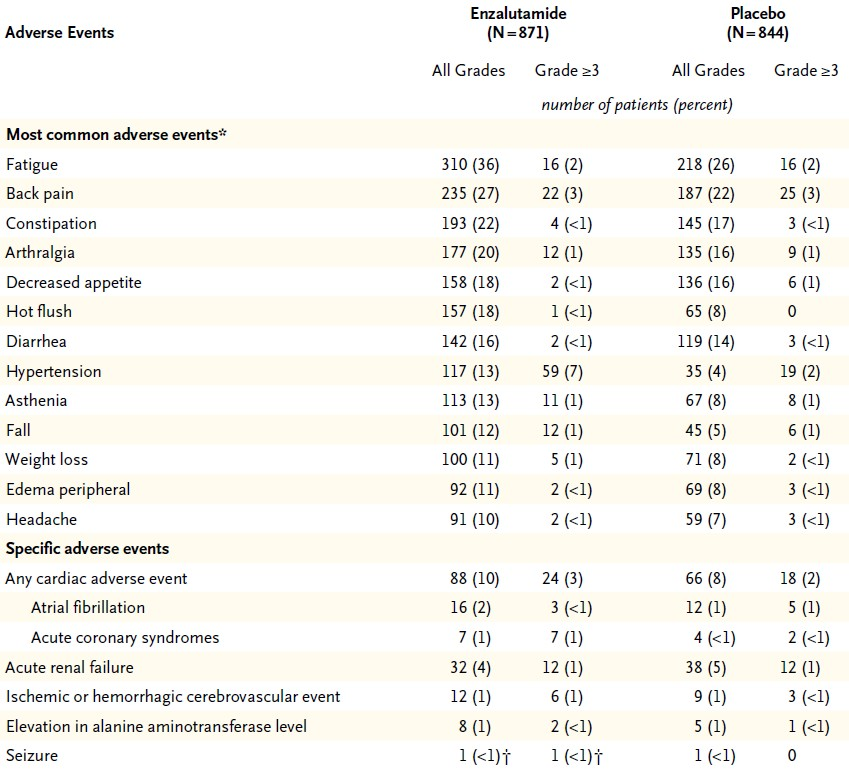 Adverse Events Enzalutamide (N=871) Placebo (N=844)
All Grades Grade ≥3 All Grades Grade ≥3
number of patients (percent)
Most common adverse events*
Fatigue 310 (36) 16 (2) 218 (26) 16 (2)
Back pain 235 (27) 22 (3) 187 (22) 25 (3)
Constipation 193 (22) 4 (<1) 145 (17) 3 (<1)
Arthralgia 177 (20) 12 (1) 135 (16) 9 (1)
Decreased appetite 158 (18) 2 (<1) 136 (16) 6 (1)
Hot flush 157 (18) 1 (<1) 65 (8) 0
Diarrhea 142 (16) 2 (<1) 119 (14) 3 (<1)
Hypertension 117 (13) 59 (7) 35 (4) 19 (2)
Asthenia 113 (13) 11 (1) 67 (8) 8 (1)
Fall 101 (12) 12 (1) 45 (5) 6 (1)
Weight loss 100 (11) 5 (1) 71 (8) 2 (<1)
Edema peripheral 92 (11) 2 (<1) 69 (8) 3 (<1)
Headache 91 (10) 2 (<1) 59 (7) 3 (<1)
Specific adverse events
Any cardiac adverse event 88 (10) 24 (3) 66 (8) 18 (2)
Atrial fibrillation 16 (2) 3 (<1) 12 (1) 5 (1)
Acute coronary syndromes 7 (1) 7 (1) 4 (<1) 2 (<1)
Acute renal failure 32 (4) 12 (1) 38 (5) 12 (1)
Ischemic or hemorrhagic cerebrovascular event 12 (1) 6 (1) 9 (1) 3 (<1)
Elevation in alanine aminotransferase level 8 (1) 2 (<1) 5 (1) 1 (<1)
Seizure 1 (<1)† 1 (<1)† 1 (<1) 0